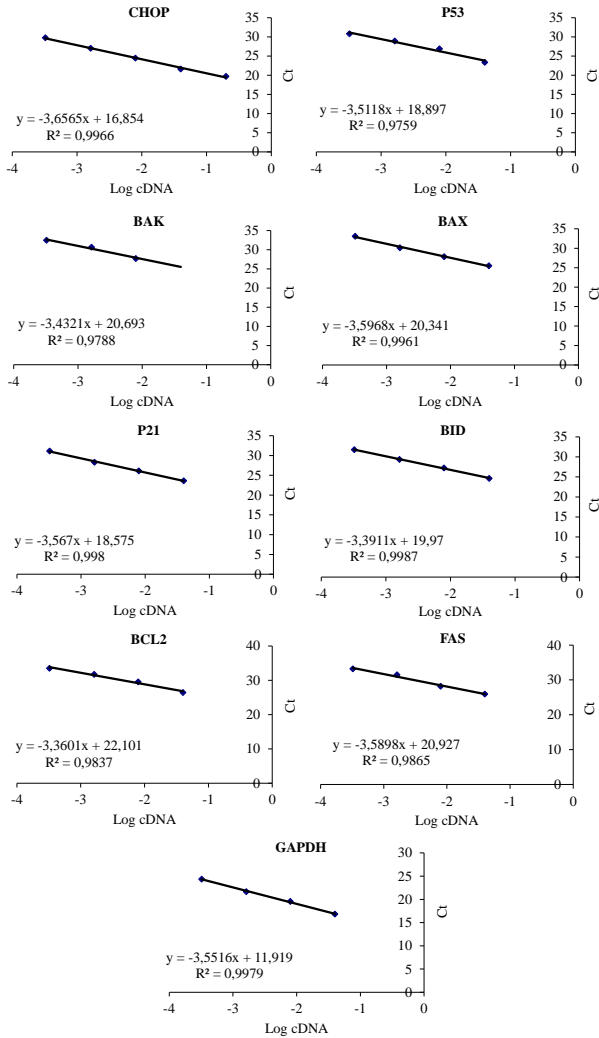 CHOP
35
30
25
20
15
10
5
0
Ct
y = -3,6565x + 16,854
R² = 0,9966
-4 -3 -2 -1 0
Log cDNA
P53
35
30
25
20
15
10
5
0
Ct
y = -3,5118x + 18,897
R² = 0,9759
-4 -3 -2 -1 0
Log cDNA
BAK
35
30
25
20
15
10
5
0
Ct
y = -3,4321x + 20,693
R² = 0,9788
-4 -3 -2 -1 0
Log cDNA
BAX
35
30
25
20
15
10
5
0
Ct
y = -3,5968x + 20,341
R² = 0,9961
-4 -3 -2 -1 0
Log cDNA
P21
35
30
25
20
15
10
5
0
Ct
y = -3,567x + 18,575
R² = 0,998
-4 -3 -2 -1 0
Log cDNA
BID
35
30
25
20
15
10
5
0
Ct
y = -3,3911x + 19,97
R² = 0,9987
-4 -3 -2 -1 0
Log cDNA
BCL2
40
30
20
10
0
Ct
y = -3,3601x + 22,101
R² = 0,9837
-4 -3 -2 -1 0
Log cDNA
FAS
40
30
20
10
0
Ct
y = -3,5898x + 20,927
R² = 0,9865
-4 -3 -2 -1 0
Log cDNA
GAPDH
30
25
20
15
10
5
0
Ct
y = -3,5516x + 11,919
R² = 0,9979
-4 -3 -2 -1 0
Log cDNA